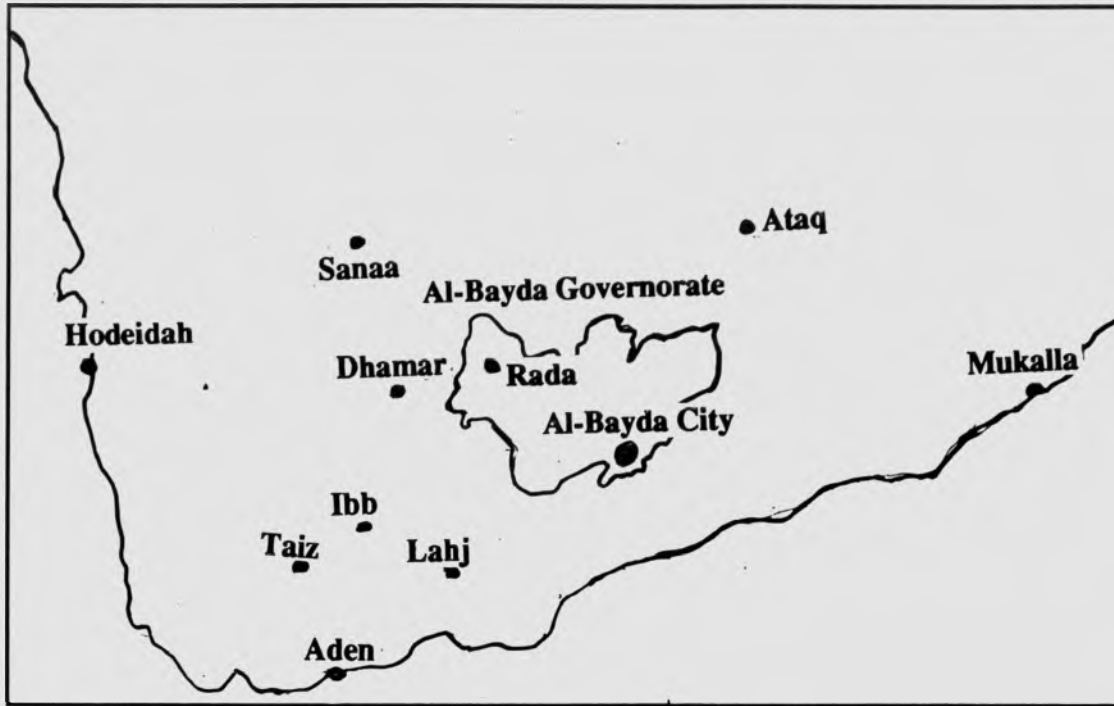 Ataq
Sanaa
Al-Bayda Governorate
Hodeidah
Dhamar
Rada
Mukalla
Al-Bayda City
Ibb
Taiz
Lahj
Aden